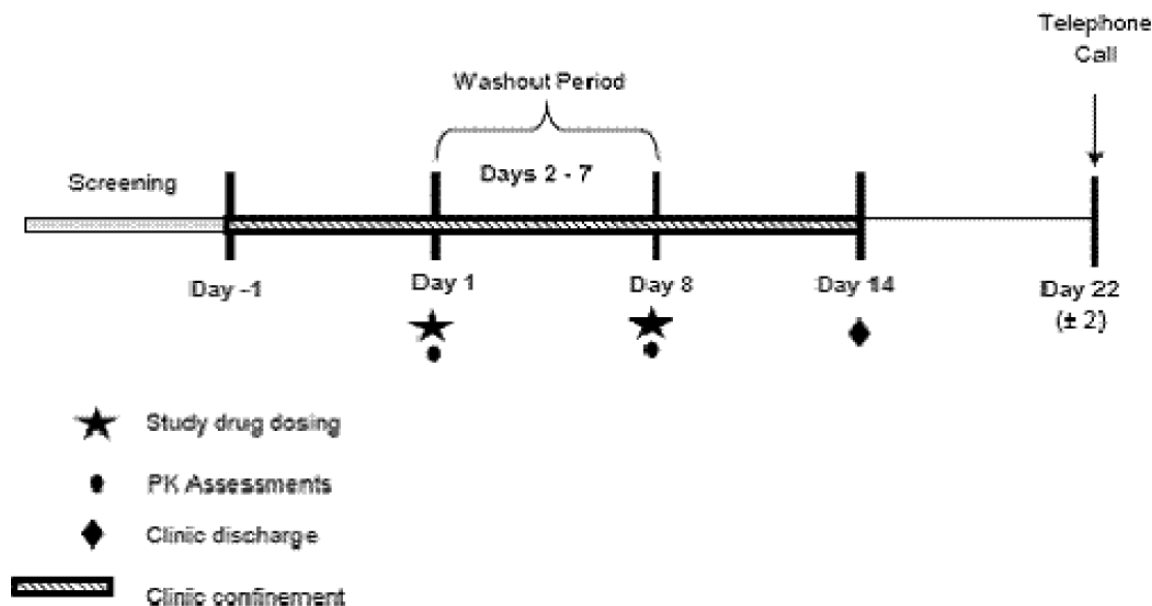 Telephone
Call
Washout Period
Days 2 - 7
Screening
Day -1
Day 1
Day 8
Day 14
Day 22
(± 2)
Study drug dosing
PK Assessments
Clinic discharge
Clinic confinement